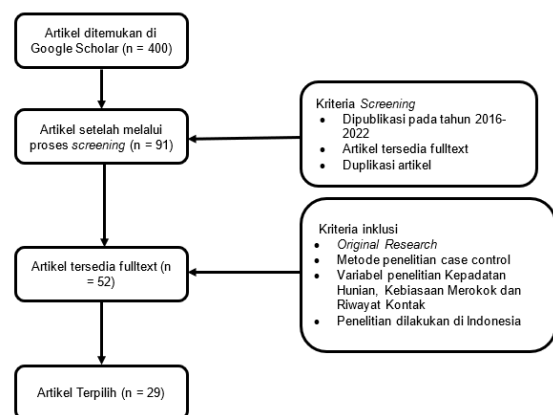 Artikel ditemukan di
Google Scholar (n = 400)
Artikel setelah melalui
proses screening (n = 91)
Kriteria Screening
• Dipublikasi pada tahun 2016-
2022
• Artikel tersedia fulltext
• Duplikasi artikel
Artikel tersedia fulltext (n
= 52)
Kriteria inklusi
• Original Research
• Metode penelitian case control
• Variabel penelitian Kepadatan
Hunian, Kebiasaan Merokok dan
Riwayat Kontak
• Penelitian dilakukan di Indonesia
Artikel Terpilih (n = 29)